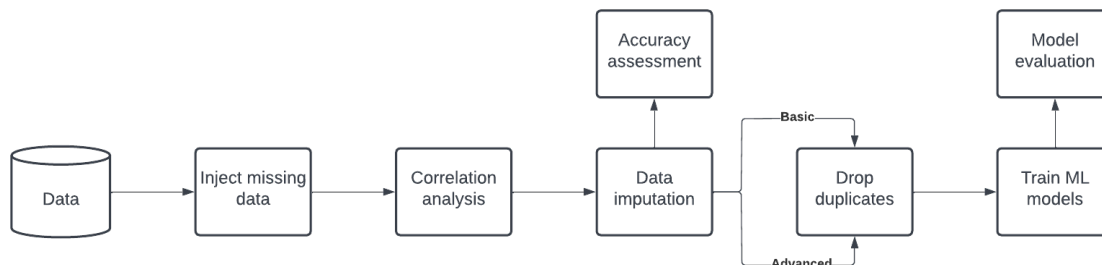 Accuracy
assessment
Model
evaluation
Basic
Data
Inject missing
data
Correlation
analysis
Data
imputation
Drop
duplicates
Train ML
models
Advanced